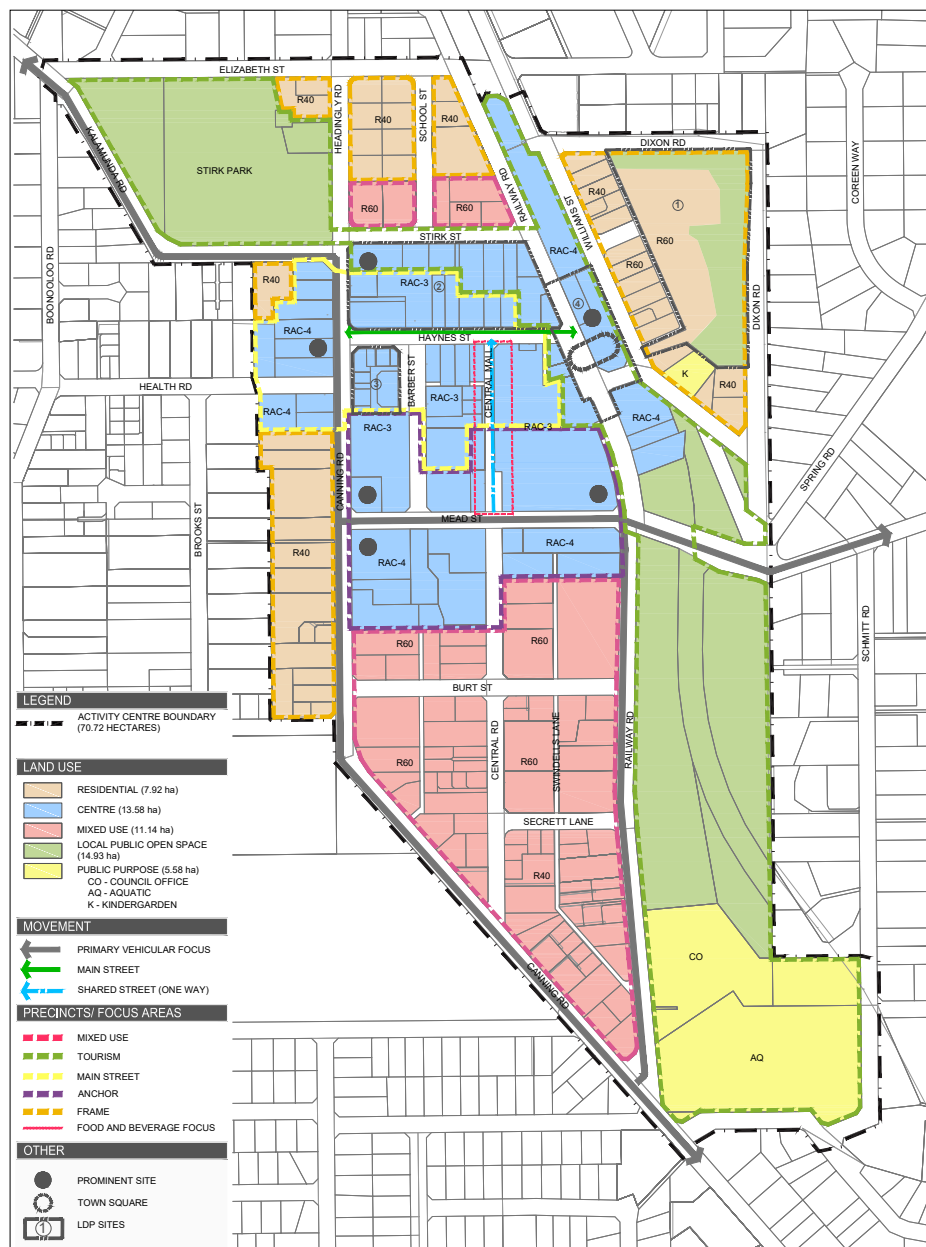 ELIZABETH ST
DIXON RD
KALAMUNDA RD
STIRK PARK
R40
HEADINGLY RD
R40
SCHOOL ST
R40
RAILWAY RD
WILLIAMS ST
R40
①
COREEN WAY
R60
R60
R60
R60
STIRK ST
BOONOOLOO RD
R40
RAC-3
②
RAC-4
④
DIXON RD
RAC-4
HAYNES ST
HEALTH RD
③
BARBER ST
CENTRAL MALL
K
R40
RAC-4
RAC-3
RAC-4
RAC-3
RAC-3
SPRING RD
CANNING RD
BROOKS ST
MEAD ST
R40
RAC-4
RAC-4
SCHMITT RD
R60
R60
BURT ST
CENTRAL RD
SWINDELLS LANE
RAILWAY RD
R60
R60
SECRETT LANE
R40
CANNING RD
CO
AQ
LEGEND
ACTIVITY CENTRE BOUNDARY
(70.72 HECTARES)
LAND USE
RESIDENTIAL (7.92 ha)
CENTRE (13.58 ha)
MIXED USE (11.14 ha)
LOCAL PUBLIC OPEN SPACE
(14.93 ha)
PUBLIC PURPOSE (5.58 ha)
CO - COUNCIL OFFICE
AQ - AQUATIC
K - KINDERGARDEN
MOVEMENT
PRIMARY VEHICULAR FOCUS
MAIN STREET
SHARED STREET (ONE WAY)
PRECINCTS/ FOCUS AREAS
MIXED USE
TOURISM
MAIN STREET
ANCHOR
FRAME
FOOD AND BEVERAGE FOCUS
OTHER
PROMINENT SITE
TOWN SQUARE
① LDP SITES